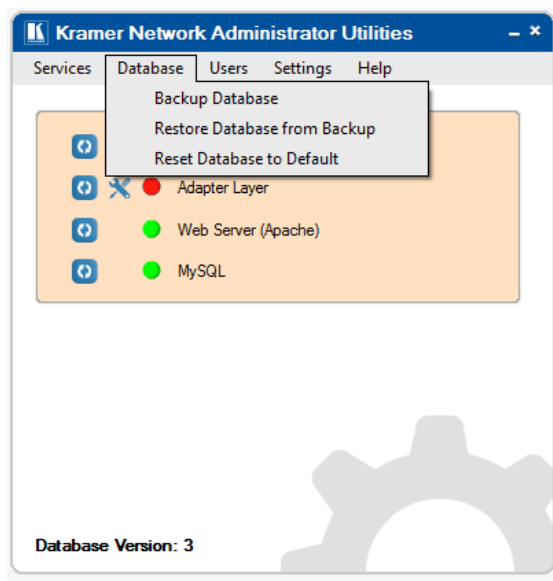 Kramer Network Administrator Utilities
Services Database Users Settings Help
Backup Database
Restore Database from Backup
Reset Database to Default
Adapter Layer
Web Server (Apache)
MySQL
Database Version: 3